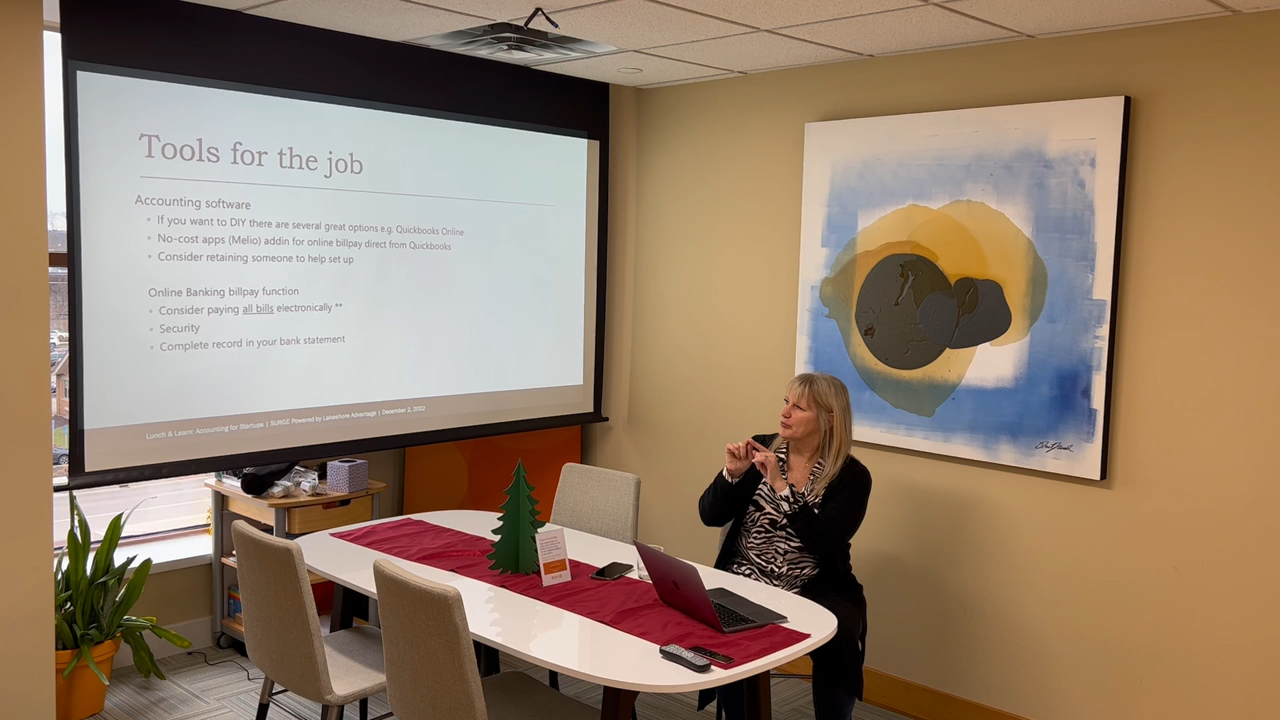 Tools for the job
Accounting software
◦ If you want to DIY there are several great options e.g. Quickbooks Online
◦ No-cost apps (Melio) addin for online billpay direct from Quickbooks
◦ Consider retaining someone to help set up
Online Banking billpay function
◦ Consider paying all bills electronically **
◦ Security
◦ Complete record in your bank statement
Lunch & Learn: Accounting for Startups | SURGE Powered by Lakeshore Advantage | December 2, 2022